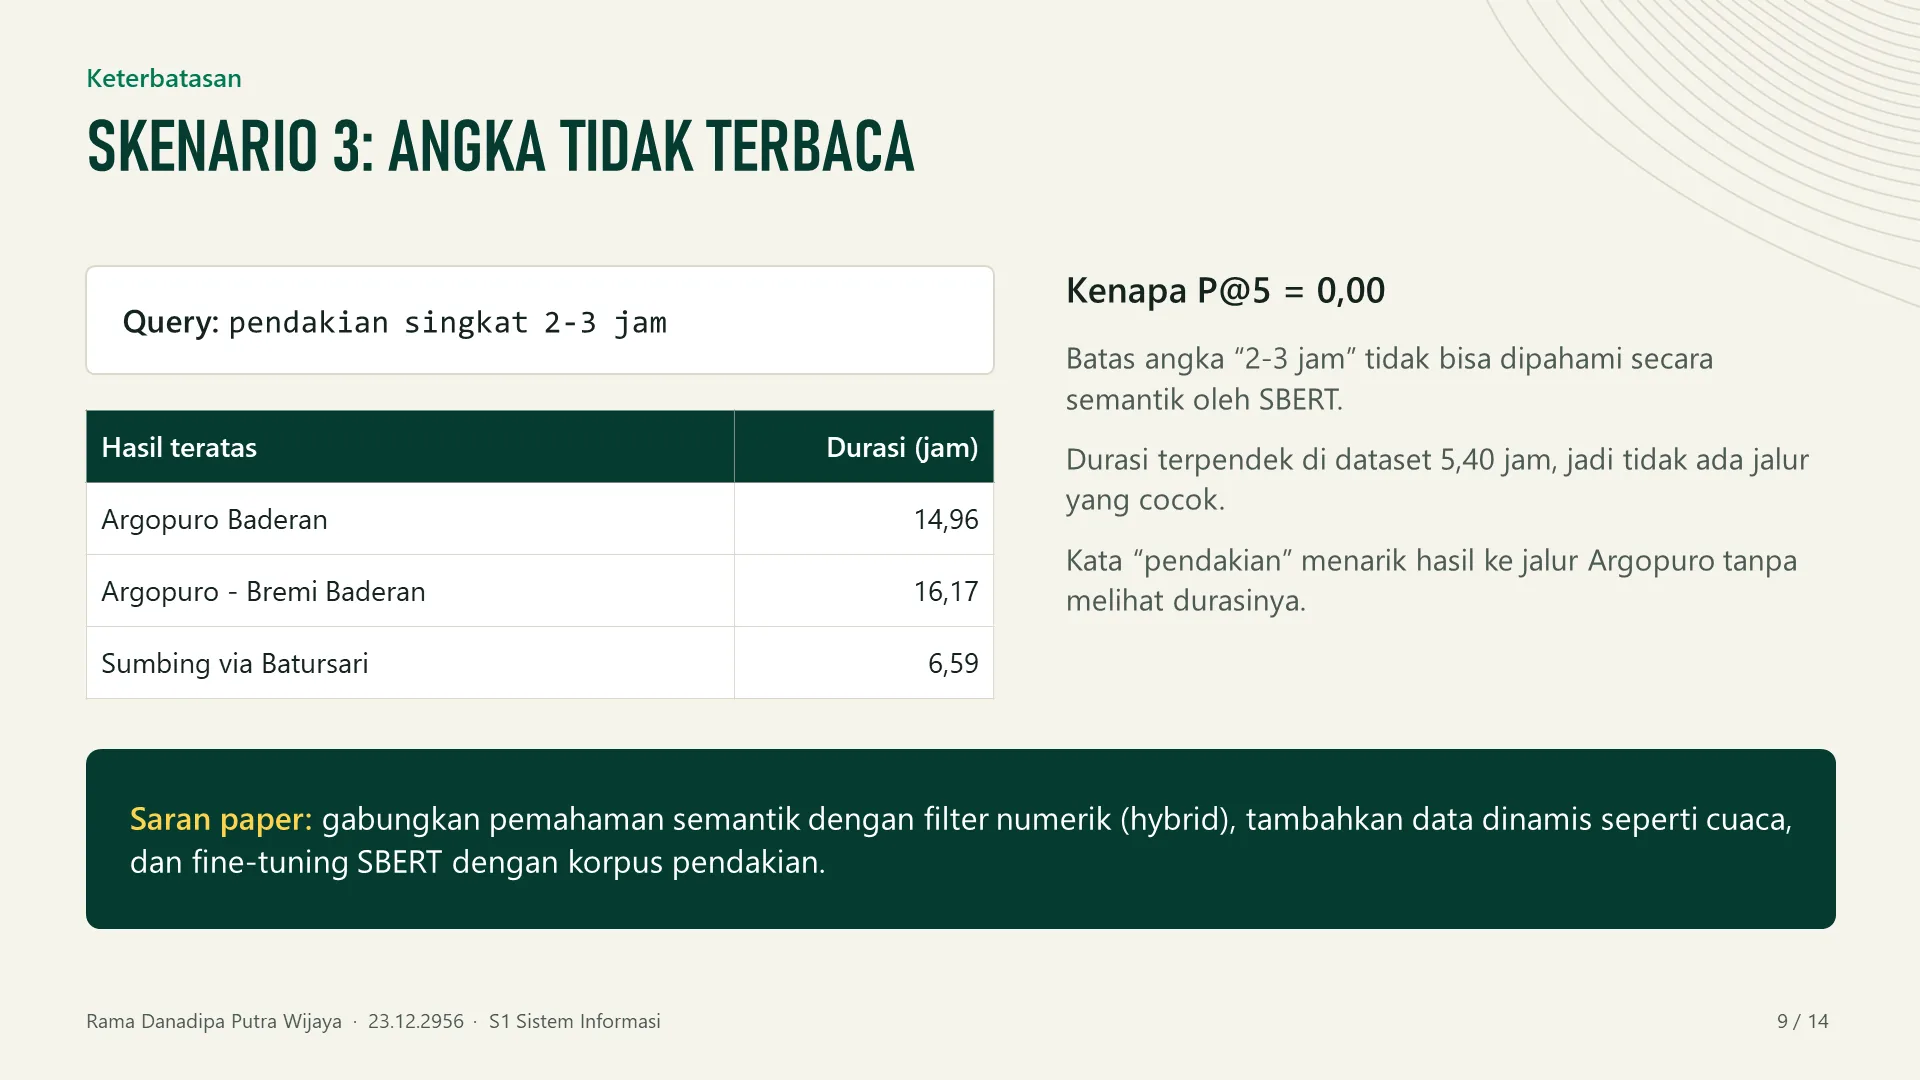 Keterbatasan
SKENARIO 3: ANGKA TIDAK TERBACA
Query: pendakian singkat 2-3 jam
Hasil teratas Durasi (jam)
Argopuro Baderan 14,96
Argopuro - Bremi Baderan 16,17
Sumbing via Batursari 6,59
Kenapa P@5 = 0,00
Batas angka “2-3 jam” tidak bisa dipahami secara
semantik oleh SBERT.
Durasi terpendek di dataset 5,40 jam, jadi tidak ada jalur
yang cocok.
Kata “pendakian” menarik hasil ke jalur Argopuro tanpa
melihat durasinya.
Saran paper: gabungkan pemahaman semantik dengan filter numerik (hybrid), tambahkan data dinamis seperti cuaca,
dan fine-tuning SBERT dengan korpus pendakian.
Rama Danadipa Putra Wijaya · 23.12.2956 · S1 Sistem Informasi
9 / 14